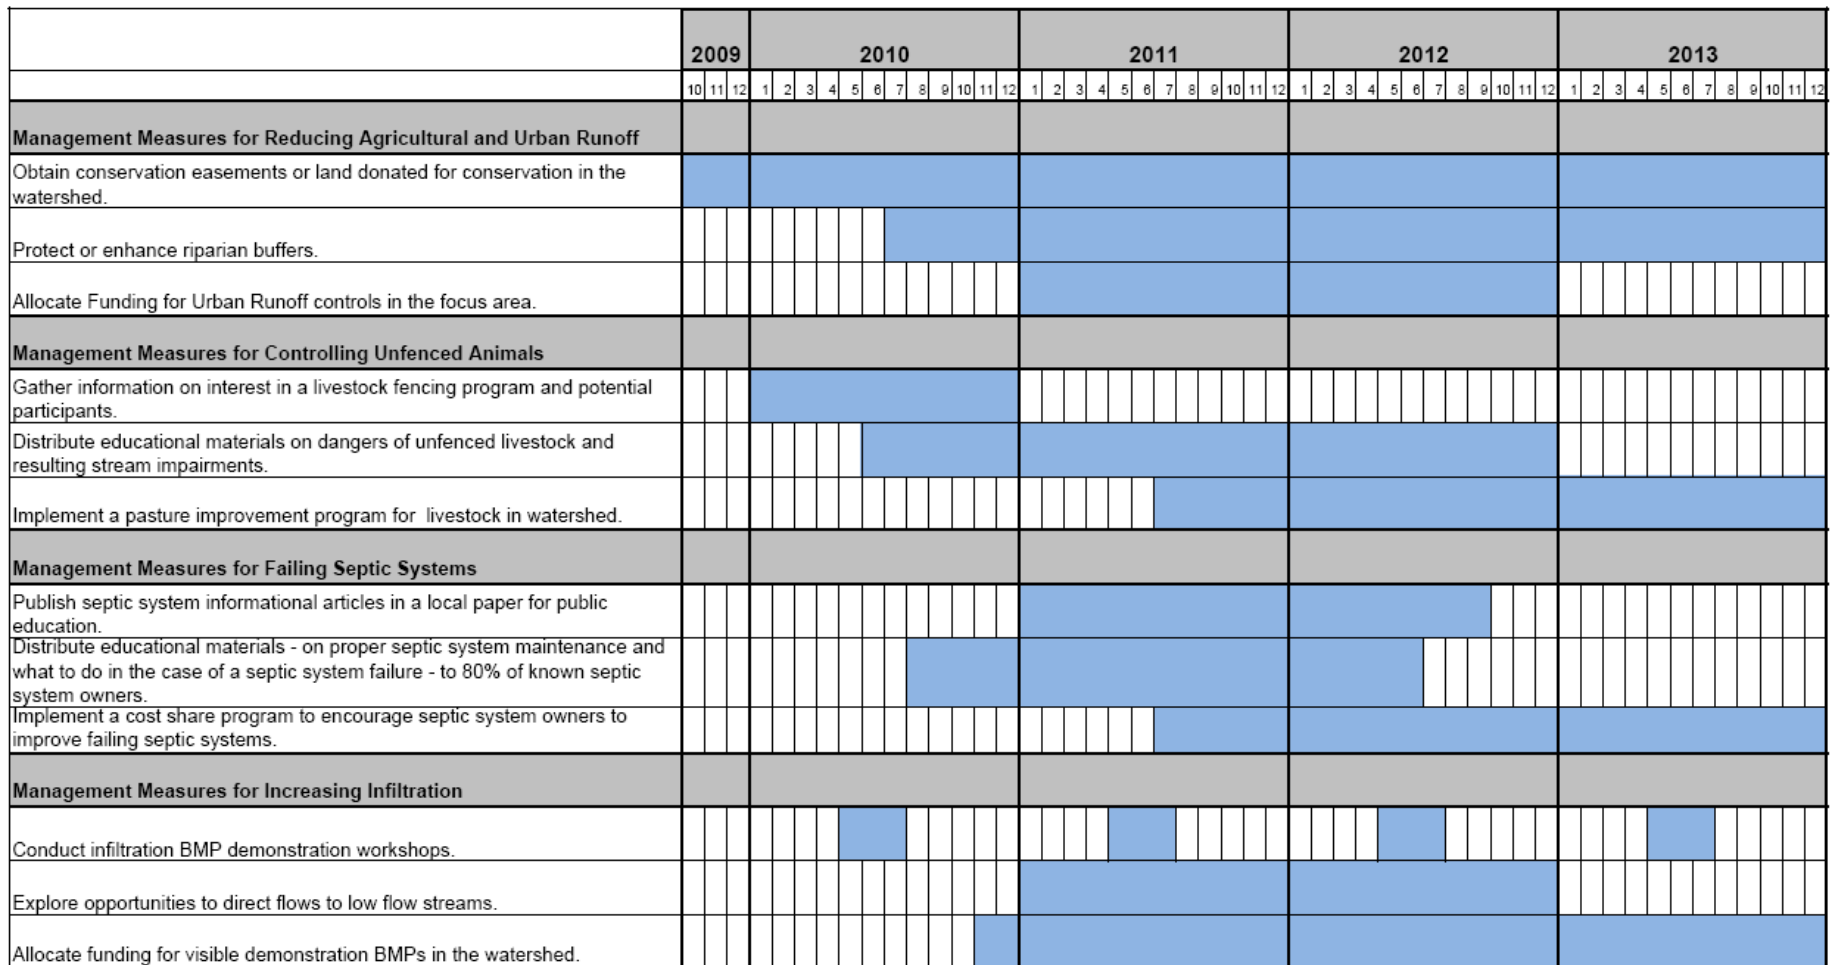 2009 2010 2011 2012 2013
10 11 12 1 2 3 4 5 6 7 8 9 10 11 12 1 2 3 4 5 6 7 8 9 10 11 12 1 2 3 4 5 6 7 8 9 10 11 12 1 2 3 4 5 6 7 8 9 10 11 12
Management Measures for Reducing Agricultural and Urban Runoff
Obtain conservation easements or land donated for conservation in the
watershed.
Protect or enhance riparian buffers.
Allocate Funding for Urban Runoff controls in the focus area.
Management Measures for Controlling Unfenced Animals
Gather information on interest in a livestock fencing program and potential
participants.
Distribute educational materials on dangers of unfenced livestock and
resulting stream impairments.
Implement a pasture improvement program for livestock in watershed.
Management Measures for Failing Septic Systems
Publish septic system informational articles in a local paper for public
education.
Distribute educational materials - on proper septic system maintenance and
what to do in the case of a septic system failure - to 80% of known septic
system owners.
Implement a cost share program to encourage septic system owners to
improve failing septic systems.
Management Measures for Increasing Infiltration
Conduct infiltration BMP demonstration workshops.
Explore opportunities to direct flows to low flow streams.
Allocate funding for visible demonstration BMPs in the watershed.